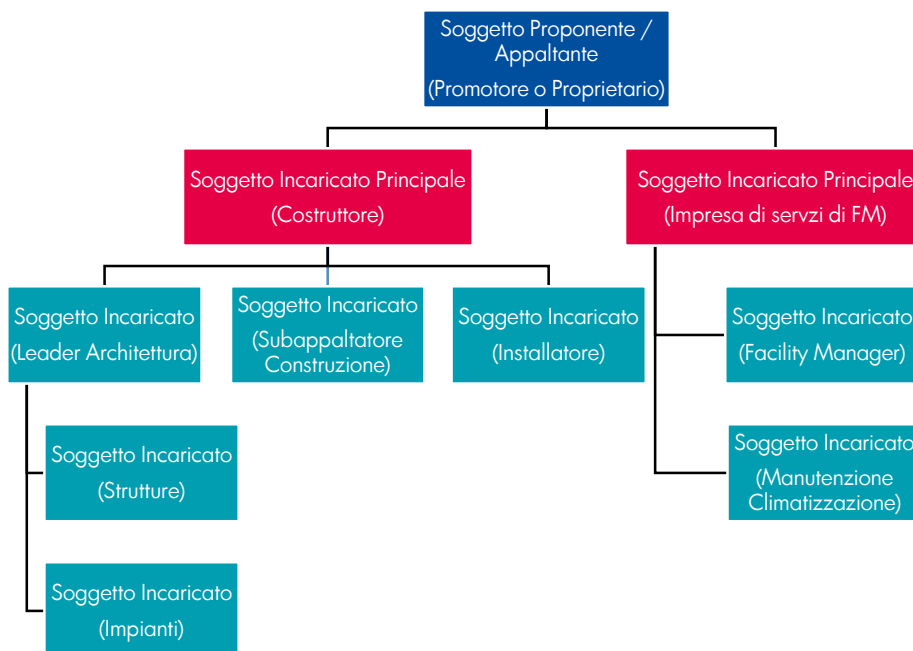 Soggetto Proponente /
Appaltante
(Promotore o Proprietario)
Soggetto Incaricato Principale
(Costruttore)
Soggetto Incaricato Principale
(Impresa di servzi di FM)
Soggetto Incaricato
(Leader Architettura)
Soggetto Incaricato
(Subappaltatore
Construzione)
Soggetto Incaricato
(Installatore)
Soggetto Incaricato
(Facility Manager)
Soggetto Incaricato
(Strutture)
Soggetto Incaricato
(Manutenzione
Climatizzazione)
Soggetto Incaricato
(Impianti)